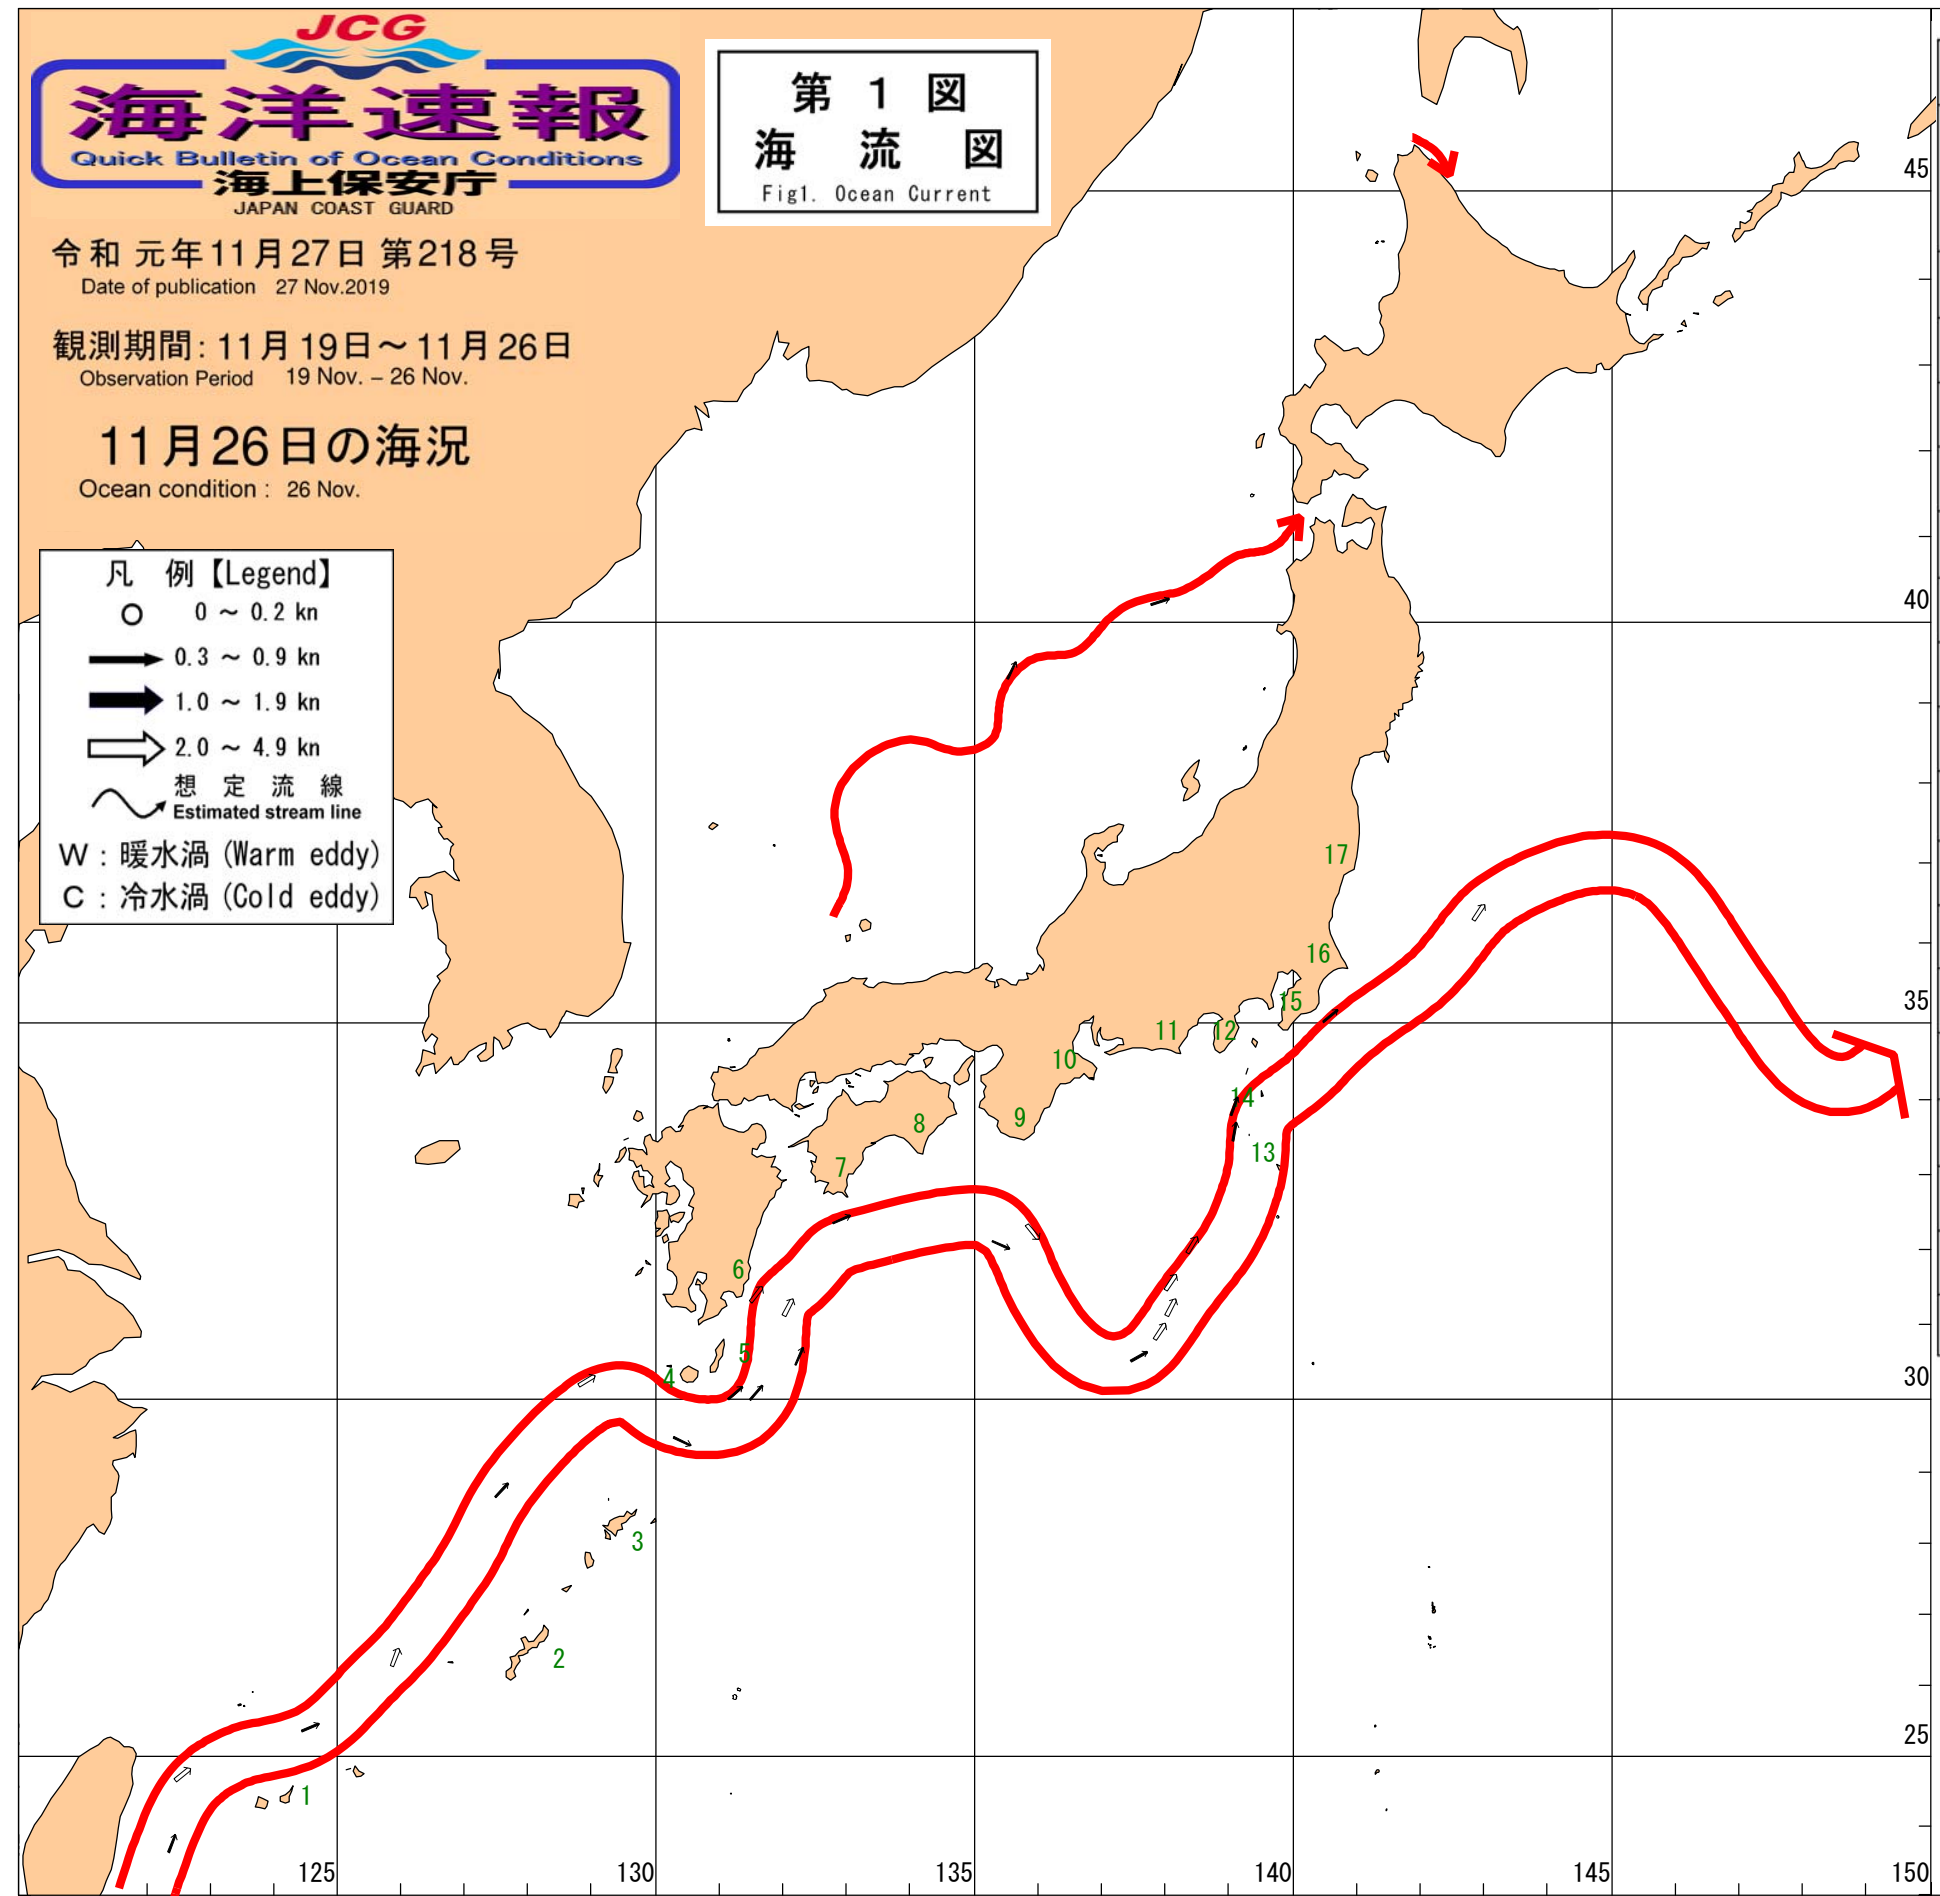 JCG
海洋速報
Quick Bulletin of Ocean Conditions
海上保安庁
JAPAN COAST GUARD
令和 元年11月27日 第218号
Date of publication 27 Nov.2019
観測期間: 11月19日～11月26日
Observation Period 19 Nov. – 26 Nov.
11月26日の海況
Ocean condition : 26 Nov.
第 1 図
海 流 図
Fig1. Ocean Current
凡 例【Legend】
0 ～ 0.2 kn
0.3 ～ 0.9 kn
1.0 ～ 1.9 kn
2.0 ～ 4.9 kn
想 定 流 線
Estimated stream line
W : 暖水渦 (Warm eddy)
C : 冷水渦 (Cold eddy)
45
40
35
30
25
17
16
15
12
11
10
14
9
8
13
7
6
5
4
3
2
1
125
130
135
140
145
150